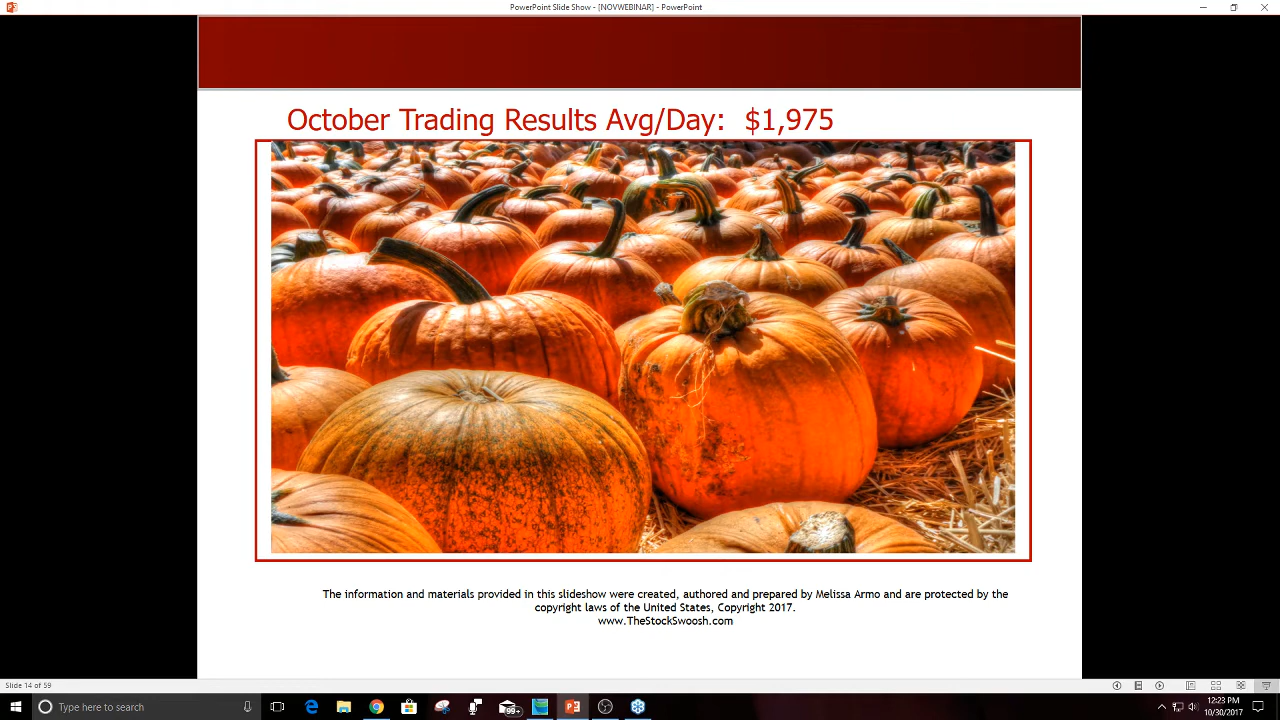 PowerPoint Slide Show - [NOVWEBINAR] - PowerPoint
October Trading Results Avg/Day: $1,975
The information and materials provided in this slideshow were created, authored and prepared by Melissa Armo and are protected by the
copyright laws of the United States, Copyright 2017.
www.TheStockSwoosh.com
Slide 14 of 59
Type here to search
99+
12:23 PM
10/30/2017